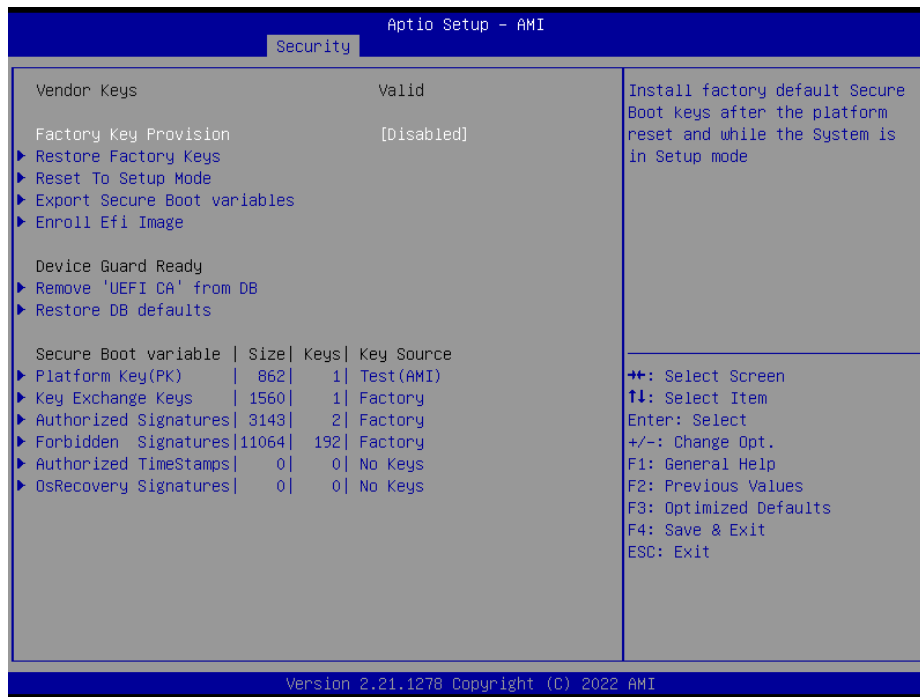 Aptio Setup – AMI
Security
Vendor Keys Valid
Factory Key Provision [Disabled]
▶ Restore Factory Keys
▶ Reset To Setup Mode
▶ Export Secure Boot variables
▶ Enroll Efi Image
Device Guard Ready
▶ Remove 'UEFI CA' from DB
▶ Restore DB defaults
Secure Boot variable | Size| Keys| Key Source
▶ Platform Key(PK) | 862| 1| Test(AMI)
▶ Key Exchange Keys | 1560| 1| Factory
▶ Authorized Signatures| 3143| 2| Factory
▶ Forbidden Signatures|11064| 192| Factory
▶ Authorized TimeStamps| 0| 0| No Keys
▶ OsRecovery Signatures| 0| 0| No Keys
Install factory default Secure
Boot keys after the platform
reset and while the System is
in Setup mode
→←: Select Screen
↑↓: Select Item
Enter: Select
+/-: Change Opt.
F1: General Help
F2: Previous Values
F3: Optimized Defaults
F4: Save & Exit
ESC: Exit
Version 2.21.1278 Copyright (C) 2022 AMI